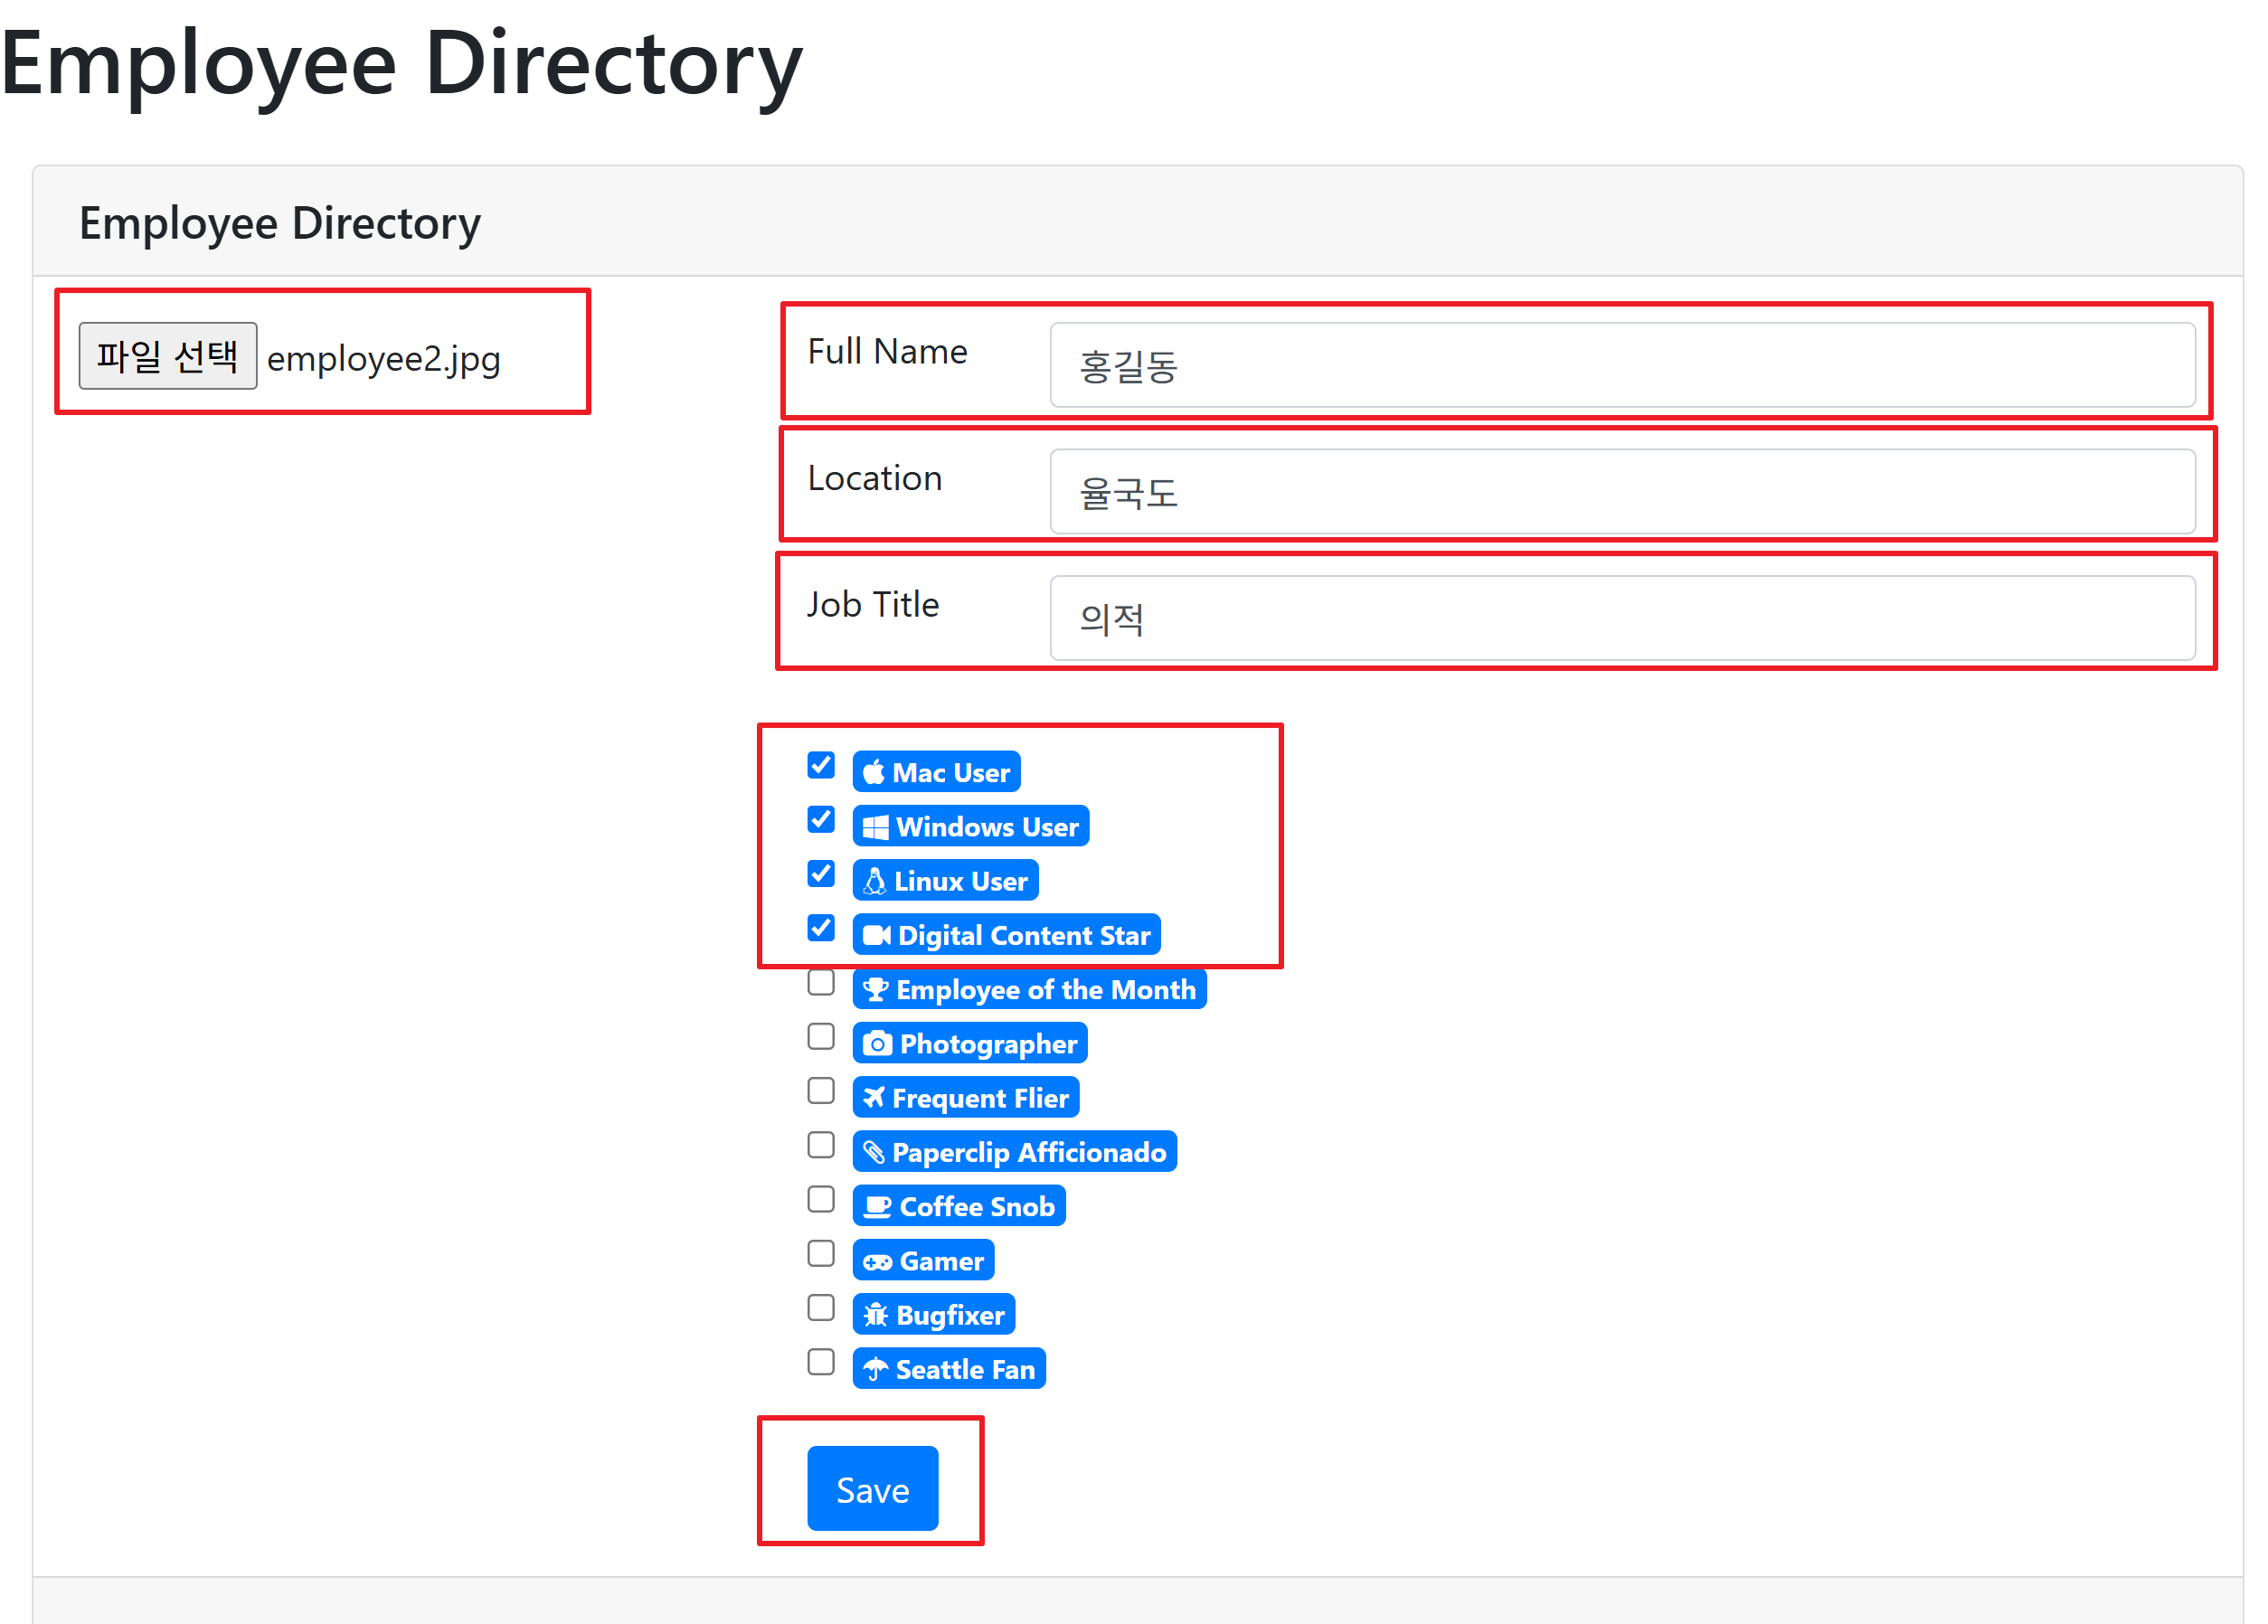 Employee Directory
Employee Directory
파일 선택 employee2.jpg
Full Name 홍길동
Location 율국도
Job Title 의적
Mac User
Windows User
Linux User
Digital Content Star
Employee of the Month
Photographer
Frequent Flier
Paperclip Afficionado
Coffee Snob
Gamer
Bugfixer
Seattle Fan
Save